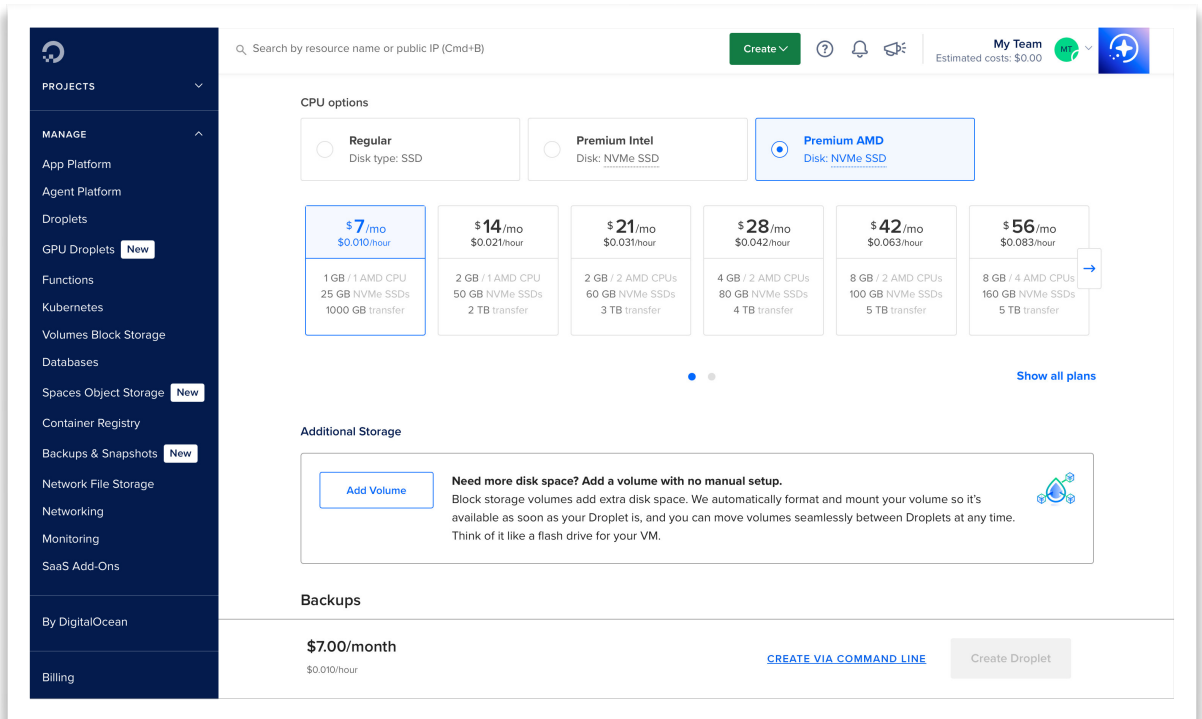 Search by resource name or public IP (Cmd+B)
Create
My Team
Estimated costs: $0.00
MT
PROJECTS
MANAGE
App Platform
Agent Platform
Droplets
GPU Droplets New
Functions
Kubernetes
Volumes Block Storage
Databases
Spaces Object Storage New
Container Registry
Backups & Snapshots New
Network File Storage
Networking
Monitoring
SaaS Add-Ons
By DigitalOcean
Billing
CPU options
Regular
Disk type: SSD
Premium Intel
Disk: NVMe SSD
Premium AMD
Disk: NVMe SSD
$7/mo
$0.010/hour
1 GB / 1 AMD CPU
25 GB NVMe SSDs
1000 GB transfer
$14/mo
$0.021/hour
2 GB / 1 AMD CPU
50 GB NVMe SSDs
2 TB transfer
$21/mo
$0.031/hour
2 GB / 2 AMD CPUs
60 GB NVMe SSDs
3 TB transfer
$28/mo
$0.042/hour
4 GB / 2 AMD CPUs
80 GB NVMe SSDs
4 TB transfer
$42/mo
$0.063/hour
8 GB / 2 AMD CPUs
100 GB NVMe SSDs
5 TB transfer
$56/mo
$0.083/hour
8 GB / 4 AMD CPUs
160 GB NVMe SSDs
5 TB transfer
Show all plans
Additional Storage
Add Volume
Need more disk space? Add a volume with no manual setup.
Block storage volumes add extra disk space. We automatically format and mount your volume so it's
available as soon as your Droplet is, and you can move volumes seamlessly between Droplets at any time.
Think of it like a flash drive for your VM.
Backups
$7.00/month
$0.010/hour
CREATE VIA COMMAND LINE
Create Droplet